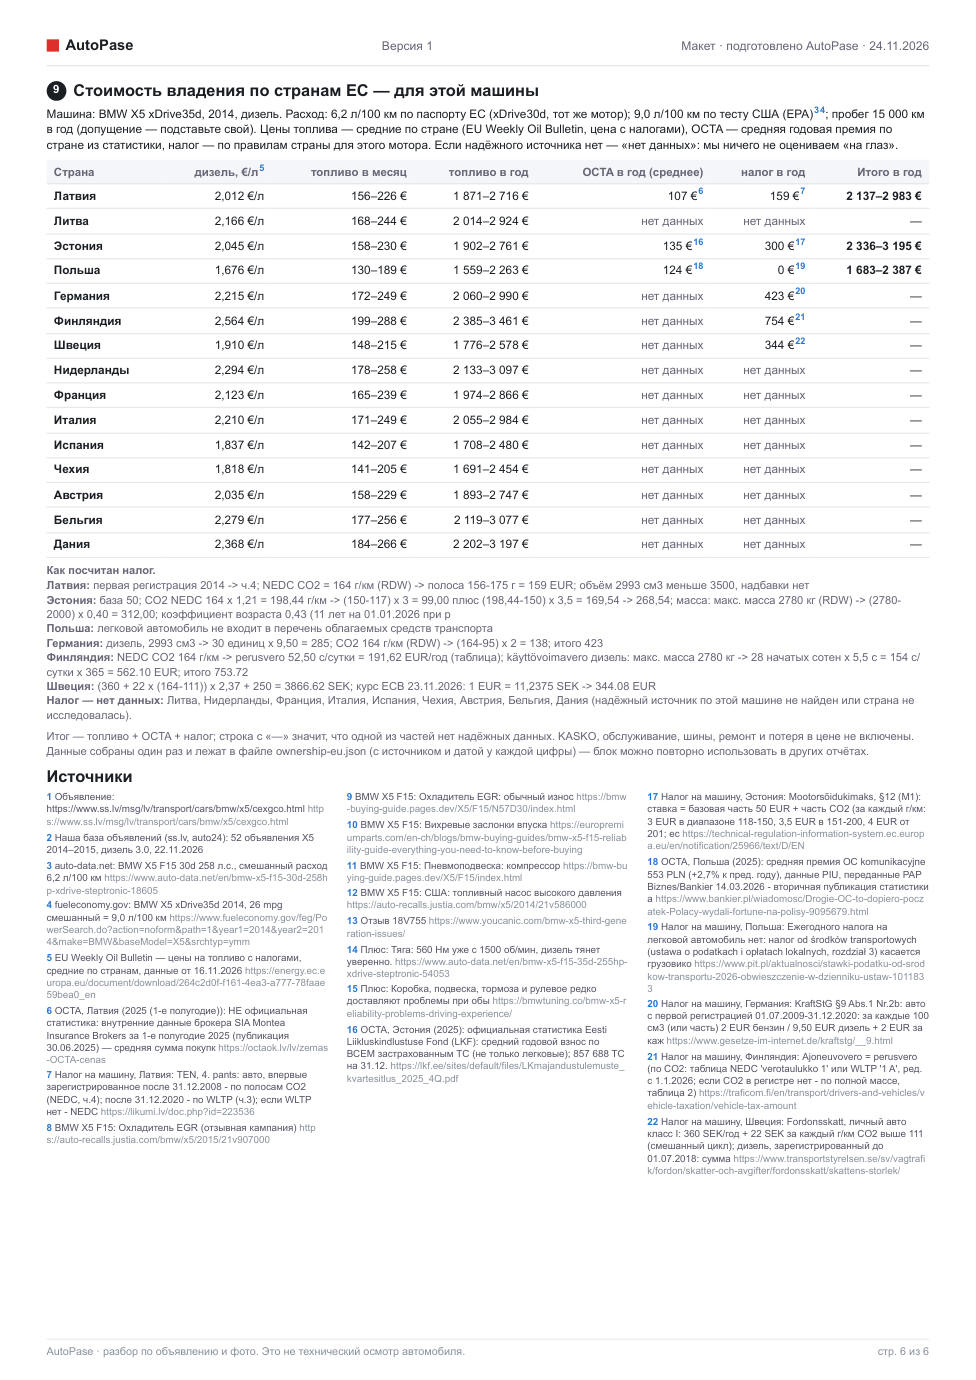 AutoPase
Версия 1
Макет · подготовлено AutoPase · 24.11.2026
9 Стоимость владения по странам ЕС — для этой машины
Машина: BMW X5 xDrive35d, 2014, дизель. Расход: 6,2 л/100 км по паспорту ЕС (xDrive30d, тот же мотор); 9,0 л/100 км по тесту США (EPA)3 4; пробег 15 000 км
в год (допущение — подставьте свой). Цены топлива — средние по стране (EU Weekly Oil Bulletin, цена с налогами), ОСТА — средняя годовая премия по
стране из статистики, налог — по правилам страны для этого мотора. Если надёжного источника нет — «нет данных»: мы ничего не оцениваем «на глаз».
Страна дизель, €/л5 топливо в месяц топливо в год ОСТА в год (среднее) налог в год Итого в год
Латвия 2,012 €/л 156–226 € 1 871–2 716 € 107 €6 159 €7 2 137–2 983 €
Литва 2,166 €/л 168–244 € 2 014–2 924 € нет данных нет данных —
Эстония 2,045 €/л 158–230 € 1 902–2 761 € 135 €16 300 €17 2 336–3 195 €
Польша 1,676 €/л 130–189 € 1 559–2 263 € 124 €18 0 €19 1 683–2 387 €
Германия 2,215 €/л 172–249 € 2 060–2 990 € нет данных 423 €20 —
Финляндия 2,564 €/л 199–288 € 2 385–3 461 € нет данных 754 €21 —
Швеция 1,910 €/л 148–215 € 1 776–2 578 € нет данных 344 €22 —
Нидерланды 2,294 €/л 178–258 € 2 133–3 097 € нет данных нет данных —
Франция 2,123 €/л 165–239 € 1 974–2 866 € нет данных нет данных —
Италия 2,210 €/л 171–249 € 2 055–2 984 € нет данных нет данных —
Испания 1,837 €/л 142–207 € 1 708–2 480 € нет данных нет данных —
Чехия 1,818 €/л 141–205 € 1 691–2 454 € нет данных нет данных —
Австрия 2,035 €/л 158–229 € 1 893–2 747 € нет данных нет данных —
Бельгия 2,279 €/л 177–256 € 2 119–3 077 € нет данных нет данных —
Дания 2,368 €/л 184–266 € 2 202–3 197 € нет данных нет данных —
Как посчитан налог.
Латвия: первая регистрация 2014 -> ч.4; NEDC CO2 = 164 г/км (RDW) -> полоса 156-175 г = 159 EUR; объём 2993 см3 меньше 3500, надбавки нет
Эстония: база 50; CO2 NEDC 164 x 1,21 = 198,44 г/км -> (150-117) x 3 = 99,00 плюс (198,44-150) x 3,5 = 169,54 -> 268,54; масса: макс. масса 2780 кг (RDW) -> (2780-
2000) x 0,40 = 312,00; коэффициент возраста 0,43 (11 лет на 01.01.2026 при р
Польша: легковой автомобиль не входит в перечень облагаемых средств транспорта
Германия: дизель, 2993 см3 -> 30 единиц x 9,50 = 285; CO2 164 г/км (RDW) -> (164-95) x 2 = 138; итого 423
Финляндия: NEDC CO2 164 г/км -> perusvero 52,50 с/сутки = 191,62 EUR/год (таблица); käyttövoimavero дизель: макс. масса 2780 кг -> 28 начатых сотен x 5,5 с = 154 с/
сутки x 365 = 562.10 EUR; итого 753.72
Швеция: (360 + 22 x (164-111)) x 2,37 + 250 = 3866.62 SEK; курс ECB 23.11.2026: 1 EUR = 11,2375 SEK -> 344.08 EUR
Налог — нет данных: Литва, Нидерланды, Франция, Италия, Испания, Чехия, Австрия, Бельгия, Дания (надёжный источник по этой машине не найден или страна не
исследовалась).
Итог — топливо + ОСТА + налог; строка с «—» значит, что одной из частей нет надёжных данных. KASKO, обслуживание, шины, ремонт и потеря в цене не включены.
Данные собраны один раз и лежат в файле ownership-eu.json (с источником и датой у каждой цифры) — блок можно повторно использовать в других отчётах.
Источники
1 Объявление:
https://www.ss.lv/msg/lv/transport/cars/bmw/x5/cexgco.html http
s://www.ss.lv/msg/lv/transport/cars/bmw/x5/cexgco.html
2 Наша база объявлений (ss.lv, auto24): 52 объявления X5
2014–2015, дизель 3.0, 22.11.2026
3 auto-data.net: BMW X5 F15 30d 258 л.с., смешанный расход
6,2 л/100 км https://www.auto-data.net/en/bmw-x5-f15-30d-258h
p-xdrive-steptronic-18605
4 fueleconomy.gov: BMW X5 xDrive35d 2014, 26 mpg
смешанный = 9,0 л/100 км https://www.fueleconomy.gov/feg/Po
werSearch.do?action=noform&path=1&year1=2014&year2=201
4&make=BMW&baseModel=X5&srchtyp=ymm
5 EU Weekly Oil Bulletin — цены на топливо с налогами,
средние по странам, данные от 16.11.2026 https://energy.ec.e
uropa.eu/document/download/264c2d0f-f161-4ea3-a777-78faae
59bea0_en
6 ОСТА, Латвия (2025 (1-е полугодие)): НЕ официальная
статистика: внутренние данные брокера SIA Montea
Insurance Brokers за 1-е полугодие 2025 (публикация
30.06.2025) — средняя сумма покупк https://octaok.lv/lv/zemas
-OCTA-cenas
7 Налог на машину, Латвия: TEN, 4. pants: авто, впервые
зарегистрированное после 31.12.2008 - по полосам CO2
(NEDC, ч.4); после 31.12.2020 - по WLTP (ч.3); если WLTP
нет - NEDC https://likumi.lv/doc.php?id=223536
8 BMW X5 F15: Охладитель EGR (отзывная кампания) http
s://auto-recalls.justia.com/bmw/x5/2015/21v907000
9 BMW X5 F15: Охладитель EGR: обычный износ https://bmw
-buying-guide.pages.dev/X5/F15/N57D30/index.html
10 BMW X5 F15: Вихревые заслонки впуска https://europremi
umparts.com/en-ch/blogs/bmw-buying-guides/bmw-x5-f15-reliab
ility-guide-everything-you-need-to-know-before-buying
11 BMW X5 F15: Пневмоподвеска: компрессор https://bmw-bu
ying-guide.pages.dev/X5/F15/index.html
12 BMW X5 F15: США: топливный насос высокого давления
https://auto-recalls.justia.com/bmw/x5/2014/21v586000
13 Отзыв 18V755 https://www.youcanic.com/bmw-x5-third-gene
ration-issues/
14 Плюс: Тяга: 560 Нм уже с 1500 об/мин, дизель тянет
уверенно. https://www.auto-data.net/en/bmw-x5-f15-35d-255hp-
xdrive-steptronic-54053
15 Плюс: Коробка, подвеска, тормоза и рулевое редко
доставляют проблемы при обы https://bmwtuning.co/bmw-x5-r
eliability-problems-driving-experience/
16 ОСТА, Эстония (2025): официальная статистика Eesti
Liikluskindlustuse Fond (LKF): средний годовой взнос по
ВСЕМ застрахованным ТС (не только легковые); 857 688 ТС
на 31.12. https://lkf.ee/sites/default/files/LKmajandustulemuste_
kvartesitlus_2025_4Q.pdf
17 Налог на машину, Эстония: Mootorsõidukimaks, §12 (M1):
ставка = базовая часть 50 EUR + часть CO2 (за каждый г/км:
3 EUR в диапазоне 118-150, 3,5 EUR в 151-200, 4 EUR от
201; ес https://technical-regulation-information-system.ec.europ
a.eu/en/notification/25966/text/D/EN
18 ОСТА, Польша (2025): средняя премия OC komunikacyjne
553 PLN (+2,7% к пред. году), данные PIU, переданные PAP
Biznes/Bankier 14.03.2026 - вторичная публикация статистики
а https://www.bankier.pl/wiadomosc/Drogie-OC-to-dopiero-pocz
atek-Polacy-wydali-fortune-na-polisy-9095679.html
19 Налог на машину, Польша: Ежегодного налога на
легковой автомобиль нет: налог od środków transportowych
(ustawa o podatkach i opłatach lokalnych, rozdział 3) касается
грузовико https://www.pit.pl/aktualnosci/stawki-podatku-od-srod
kow-transportu-2026-obwieszczenie-w-dzienniku-ustaw-101183
3
20 Налог на машину, Германия: KraftStG §9 Abs.1 Nr.2b: авто
с первой регистрацией 01.07.2009-31.12.2020: за каждые 100
см3 (или часть) 2 EUR бензин / 9,50 EUR дизель + 2 EUR за
каж https://www.gesetze-im-internet.de/kraftstg/__9.html
21 Налог на машину, Финляндия: Ajoneuvovero = perusvero
(по CO2: таблица NEDC 'verotaulukko 1' или WLTP '1 A', ред.
с 1.1.2026; если CO2 в регистре нет - по полной массе,
таблица 2) https://traficom.fi/en/transport/drivers-and-vehicles/v
ehicle-taxation/vehicle-tax-amount
22 Налог на машину, Швеция: Fordonsskatt, личный авто
класс I: 360 SEK/год + 22 SEK за каждый г/км CO2 выше 111
(смешанный цикл); дизель, зарегистрированный до
01.07.2018: сумма https://www.transportstyrelsen.se/sv/vagtrafi
k/fordon/skatter-och-avgifter/fordonsskatt/skattens-storlek/
AutoPase · разбор по объявлению и фото. Это не технический осмотр автомобиля.
стр. 6 из 6